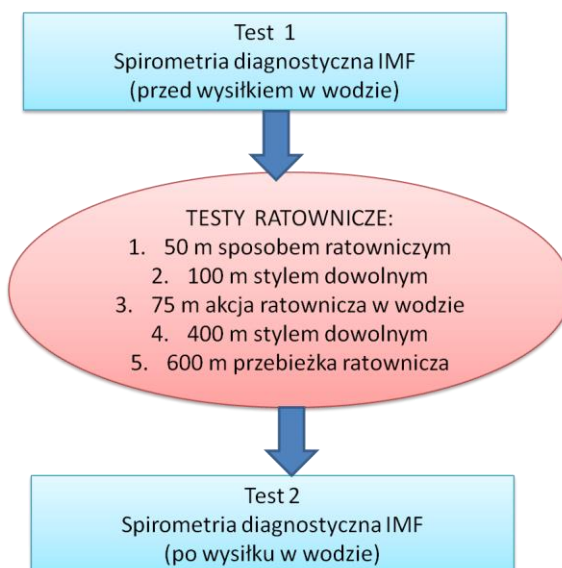 Test 1
Spirometria diagnostyczna IMF
(przed wysiłkiem w wodzie)
TESTY RATOWNICZE:
1. 50 m sposobem ratowniczym
2. 100 m stylem dowolnym
3. 75 m akcja ratownicza w wodzie
4. 400 m stylem dowolnym
5. 600 m przebieżka ratownicza
Test 2
Spirometria diagnostyczna IMF
(po wysiłku w wodzie)